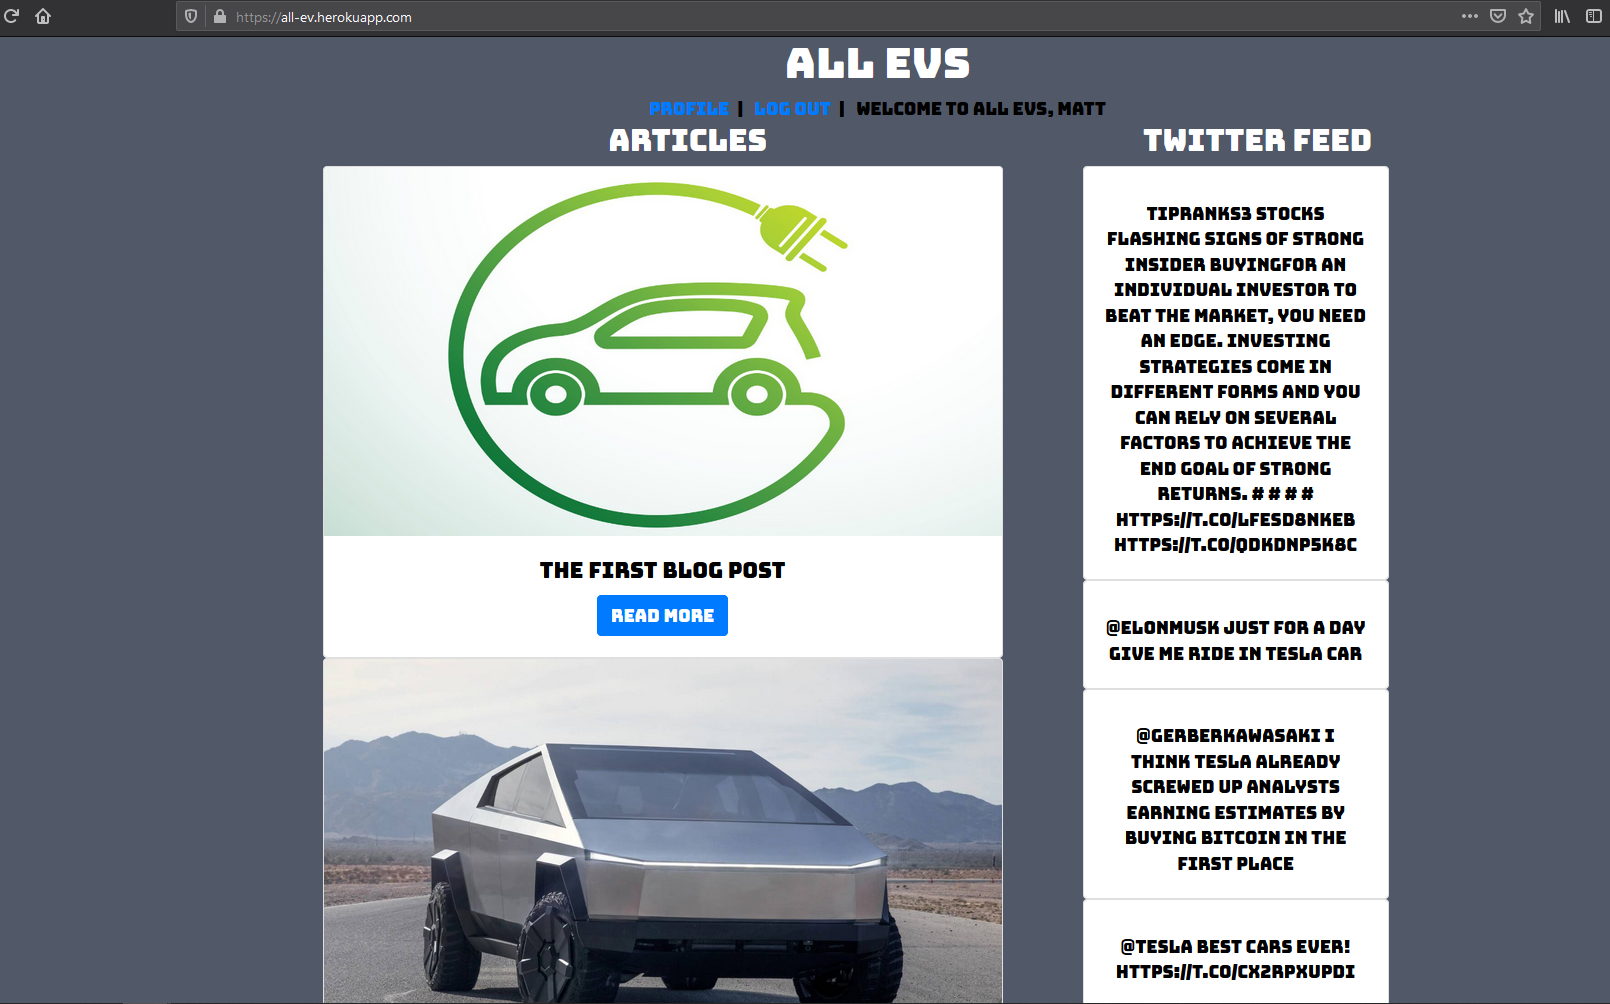 https://all-ev.herokuapp.com
ALL EVS
PROFILE | LOG OUT | WELCOME TO ALL EVS, MATT
ARTICLES
THE FIRST BLOG POST
READ MORE
TWITTER FEED
TIPRANKS3 STOCKS
FLASHING SIGNS OF STRONG
INSIDER BUYINGFOR AN
INDIVIDUAL INVESTOR TO
BEAT THE MARKET, YOU NEED
AN EDGE. INVESTING
STRATEGIES COME IN
DIFFERENT FORMS AND YOU
CAN RELY ON SEVERAL
FACTORS TO ACHIEVE THE
END GOAL OF STRONG
RETURNS. # # # #
HTTPS://T.CO/LFESD8NKEB
HTTPS://T.CO/QDKDNP5K8C
@ELONMUSK JUST FOR A DAY
GIVE ME RIDE IN TESLA CAR
@GERBERKAWASAKI I
THINK TESLA ALREADY
SCREWED UP ANALYSTS
EARNING ESTIMATES BY
BUYING BITCOIN IN THE
FIRST PLACE
@TESLA BEST CARS EVER!
HTTPS://T.CO/CX2RPXUPDI